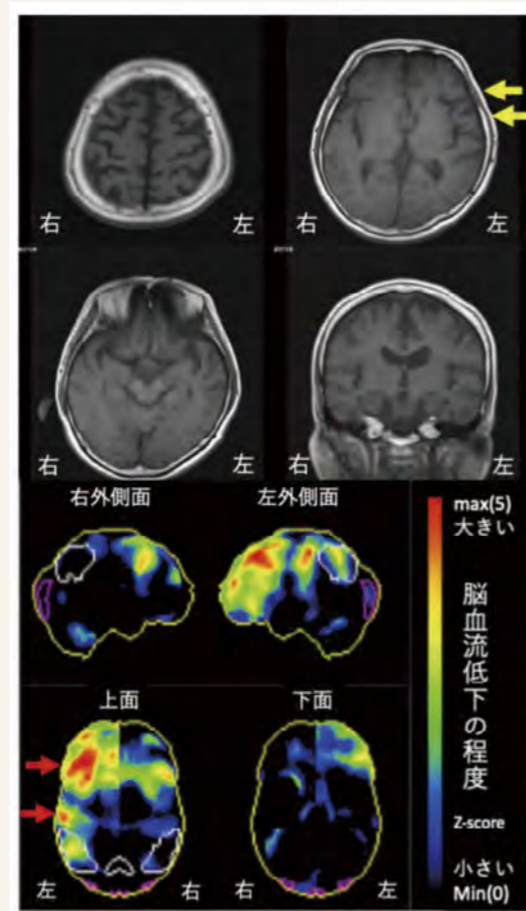 右 左
右 左
右 左
右 左
右外側面 左外側面
上面 下面
左 右 右 左
max(5)
大きい
脳血流低下の程度
Z-score
小さい
Min(0)